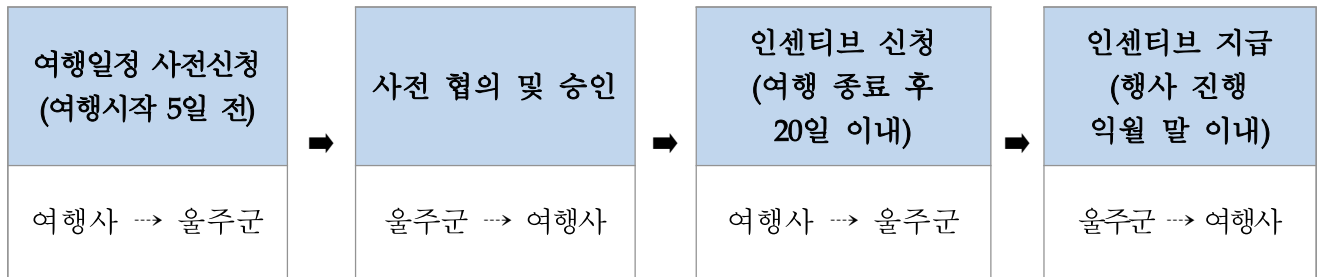 여행일정 사전신청
(여행시작 5일 전)
여행사 ⤏ 울주군
➡
사전 협의 및 승인
울주군 ⤏ 여행사
➡
인센티브 신청
(여행 종료 후
20일 이내)
여행사 ⤏ 울주군
➡
인센티브 지급
(행사 진행
익월 말 이내)
울주군 ⤏ 여행사